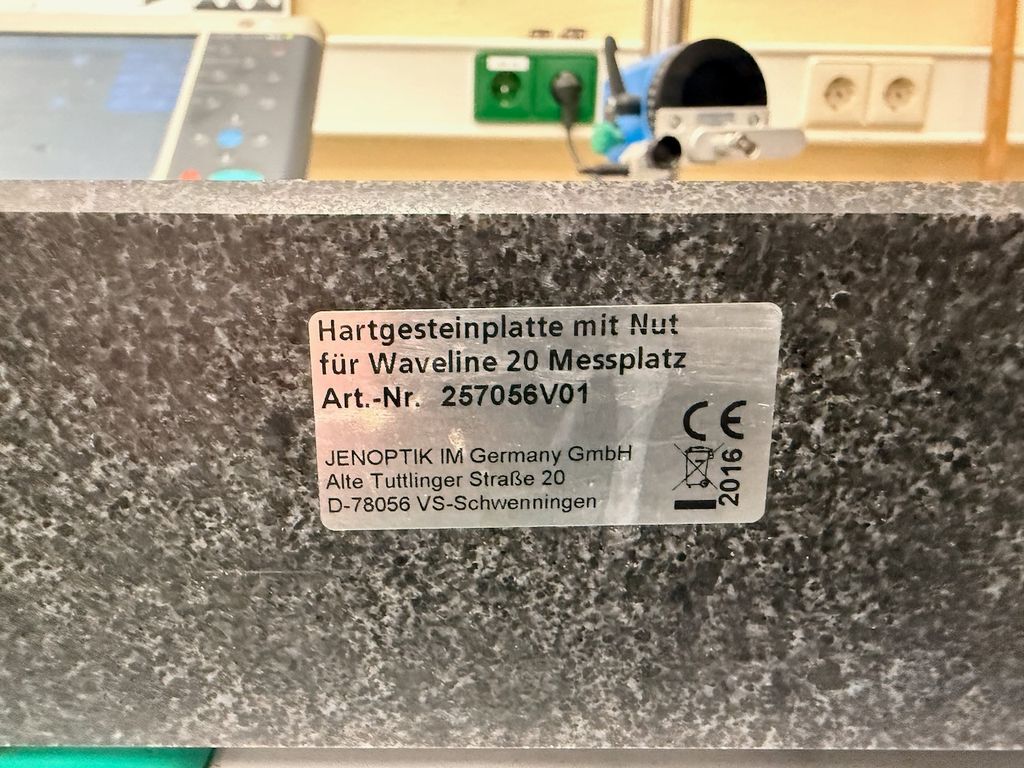 Hartgesteinplatte mit Nut
für Waveline 20 Messplatz
Art.-Nr. 257056V01
CE
JENOPTIK IM Germany GmbH
Alte Tuttlinger Straße 20
D-78056 VS-Schwenningen
2016